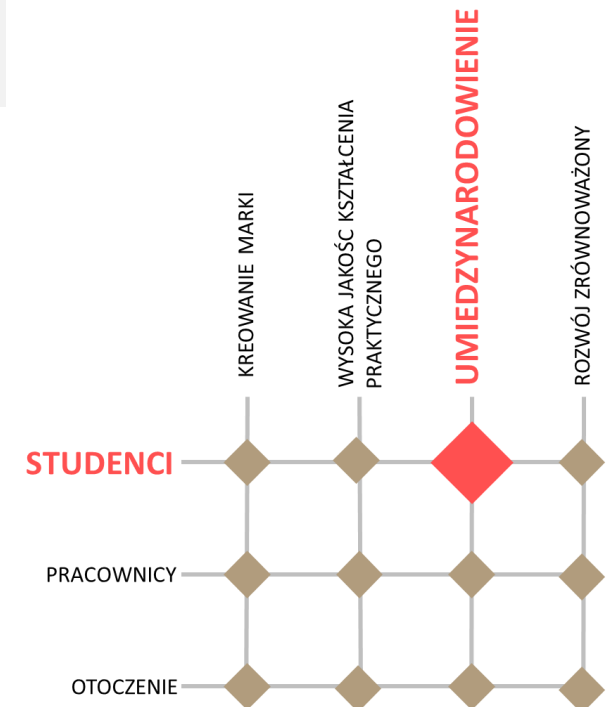 KREOWANIE MARKI
WYSOKA JAKOŚC KSZTAŁCENIA
PRAKTYCZNEGO
UMIEDZYNARODOWIENIE
ROZWÓJ ZRÓWNOWAŻONY
STUDENCI
PRACOWNICY
OTOCZENIE